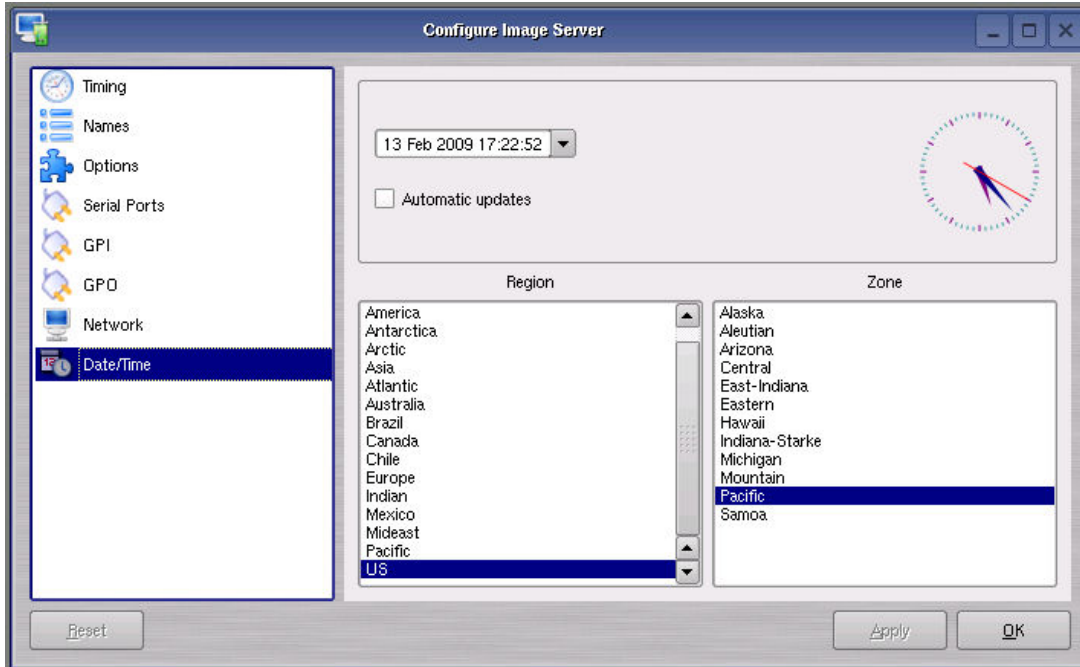 Configure Image Server
Timing
Names
Options
Serial Ports
GPI
GPO
Network
Date/Time
13 Feb 2009 17:22:52
Automatic updates
Region
America
Antarctica
Arctic
Asia
Atlantic
Australia
Brazil
Canada
Chile
Europe
Indian
Mexico
Mideast
Pacific
US
Zone
Alaska
Aleutian
Arizona
Central
East-Indiana
Eastern
Hawaii
Indiana-Starke
Michigan
Mountain
Pacific
Samoa
Reset
Apply
OK